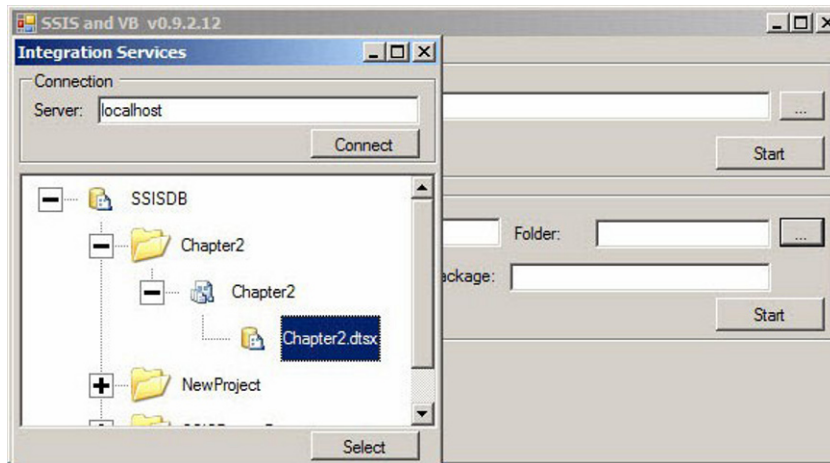 SSIS and VB v0.9.2.12
Integration Services
Connection
Server: localhost
Connect
...
Start
SSISDB
Chapter2
Chapter2
Chapter2.dtsx
NewProject
Folder:
...
ackage:
Start
Select